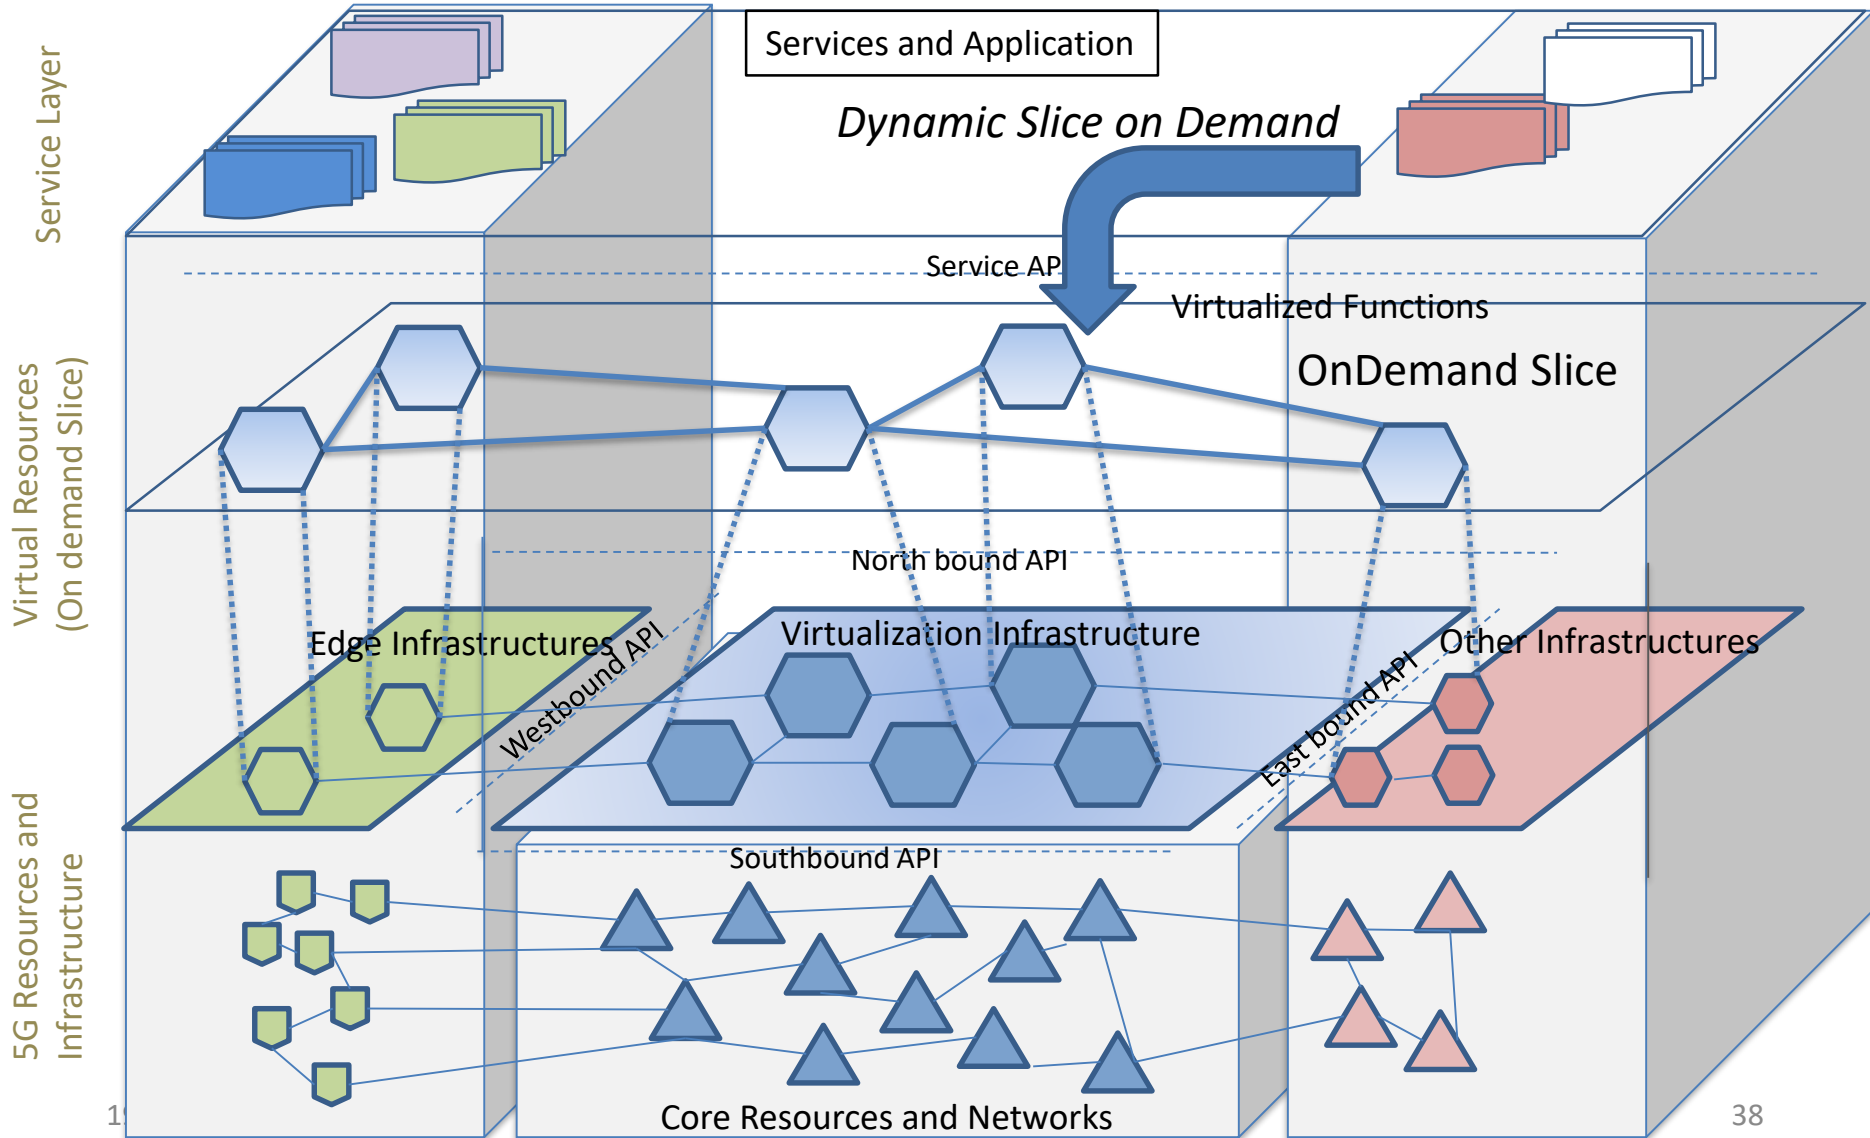 Services and Application
Dynamic Slice on Demand
Service Layer
Service AP
Virtualized Functions
OnDemand Slice
Virtual Resources
(On demand Slice)
North bound API
Edge Infrastructures
Virtualization Infrastructure
Other Infrastructures
Westbound API
East bound API
Southbound API
5G Resources and
Infrastructure
Core Resources and Networks
38